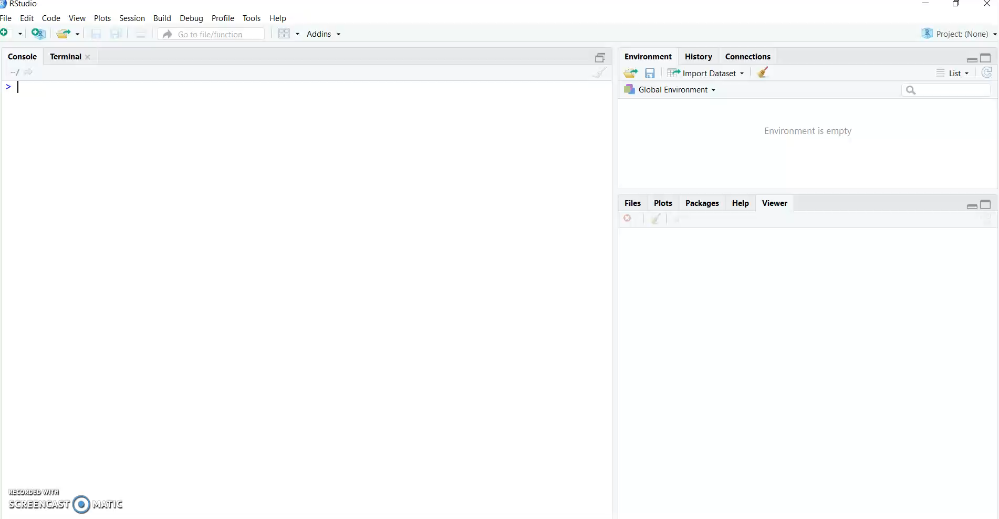 RStudio
File Edit Code View Plots Session Build Debug Profile Tools Help
Go to file/function Addins Project: (None)
Console Terminal
~/
>
Environment History Connections
Import Dataset List
Global Environment
Environment is empty
Files Plots Packages Help Viewer
RECORDED WITH
SCREENCAST MATIC